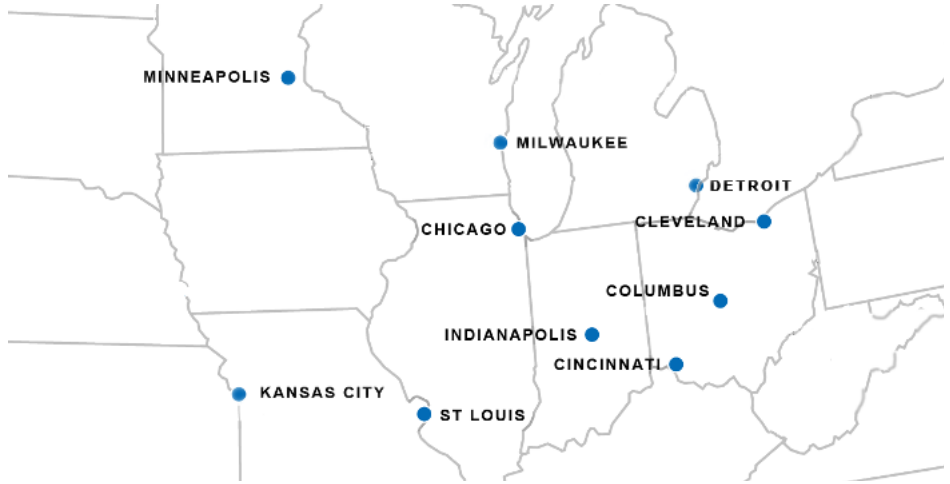 MINNEAPOLIS
MILWAUKEE
DETROIT
CLEVELAND
CHICAGO
COLUMBUS
INDIANAPOLIS
CINCINNATI
KANSAS CITY
ST LOUIS